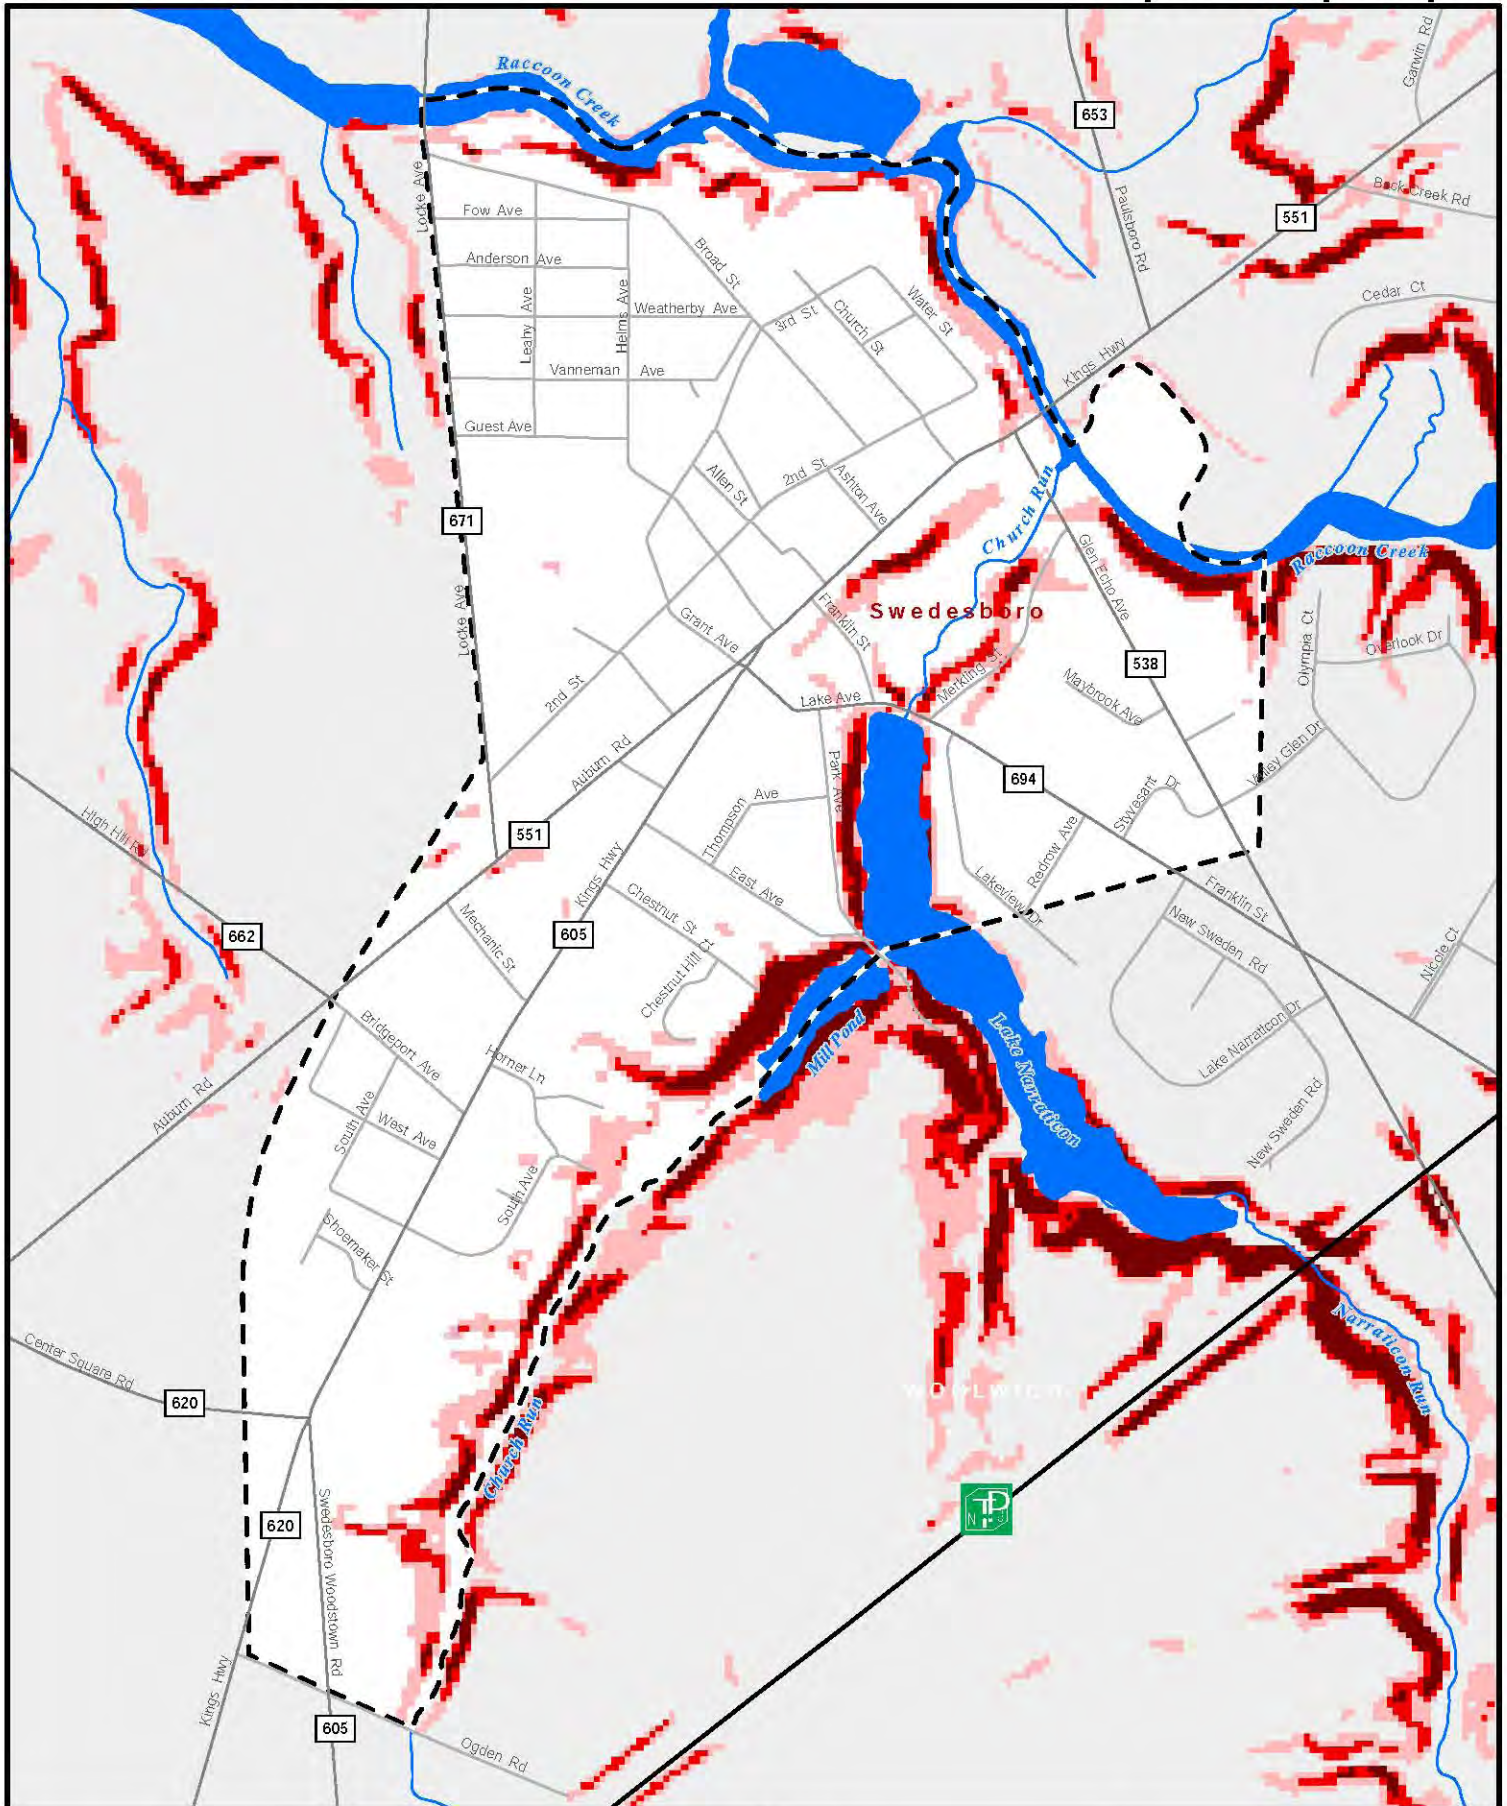 Raccoon Creek
Garwin Rd
653
Locke Ave
Fow Ave
Paulsboro Rd
Back Creek Rd
551
Anderson Ave
Broad St
Leahy Ave
Helms Ave
Weatherby Ave
3rd St
Church St
Water St
Cedar Ct
Vanneman Ave
Kings Hwy
Guest Ave
Allen St
2nd St
Ashton Ave
671
Church Run
Glen Echo Ave
Raccoon Creek
Locke Ave
Grant Ave
Franklin St
Swedesboro
Olympia Ct
Overlook Dr
538
2nd St
Lake Ave
Merkling St
Maybrook Ave
Auburn Rd
Park Ave
694
Valley Glen Dr
High Hill Rd
Thompson Ave
Stuyvesant Dr
551
Redrow Ave
Kings Hwy
East Ave
Lakeview Dr
Franklin St
Chestnut St
Mechanic St
New Sweden Rd
662
605
Chestnut Hill Ct
Nicole Ct
Bridgeport Ave
Mill Pond
Lake Narraticon
Lake Narraticon Dr
Horner Ln
Auburn Rd
South Ave
West Ave
New Sweden Rd
South Ave
Shoemaker St
Center Square Rd
Narraticon Run
620
WOOLWICH
Church Run
620
Swedesboro Woodstown Rd
NJ TP
Kings Hwy
605
Ogden Rd